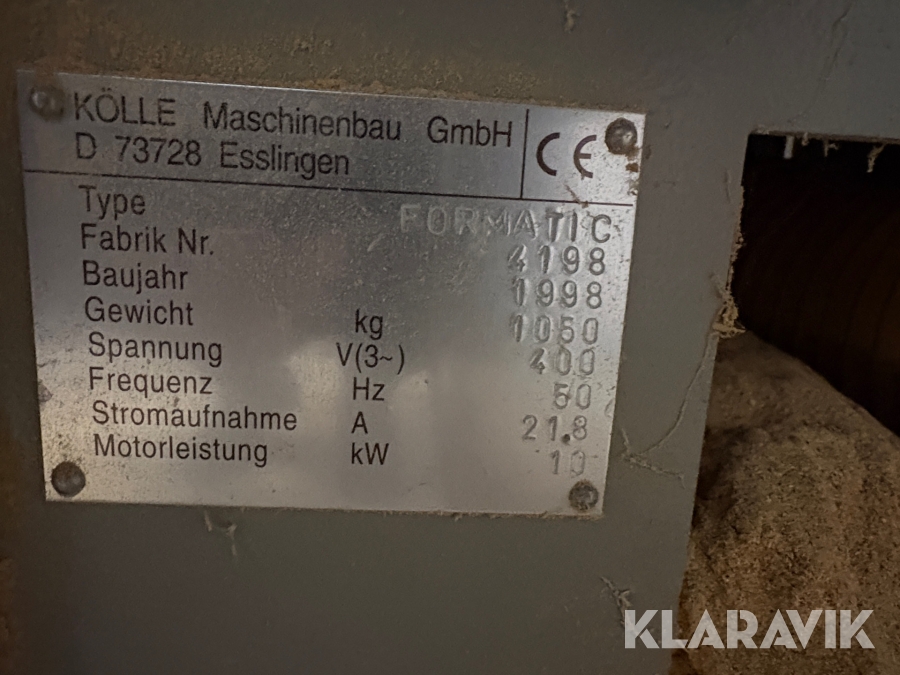 KÖLLE Maschinenbau GmbH
D 73728 Esslingen
CE
Type FORMATIC
Fabrik Nr. 4198
Baujahr 1998
Gewicht kg 1050
Spannung V(3~) 400
Frequenz Hz 50
Stromaufnahme A 21.8
Motorleistung kW 10
KLARAVIK